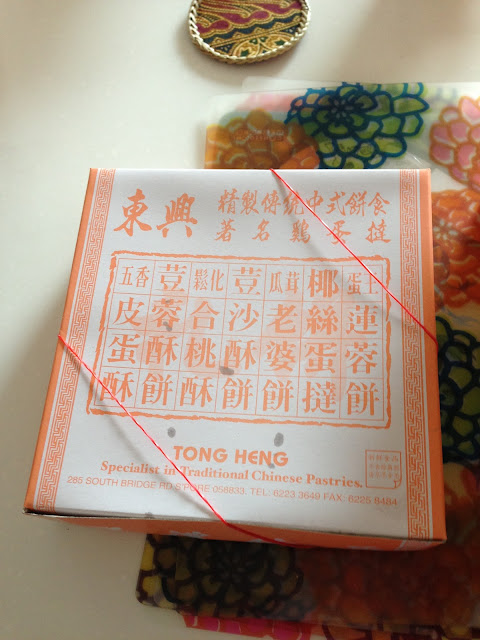 東興
精製傳統中式餅食
著名鷄蛋撻
蛋王蓮蓉餅
椰絲蛋撻
瓜茸老婆餅
荳沙酥餅
鬆化合桃酥
荳蓉酥餅
五香皮蛋酥
TONG HENG
Specialist in Traditional Chinese Pastries.
285 SOUTH BRIDGE RD S'PORE 058833. TEL: 6223 3649 FAX: 6225 8484